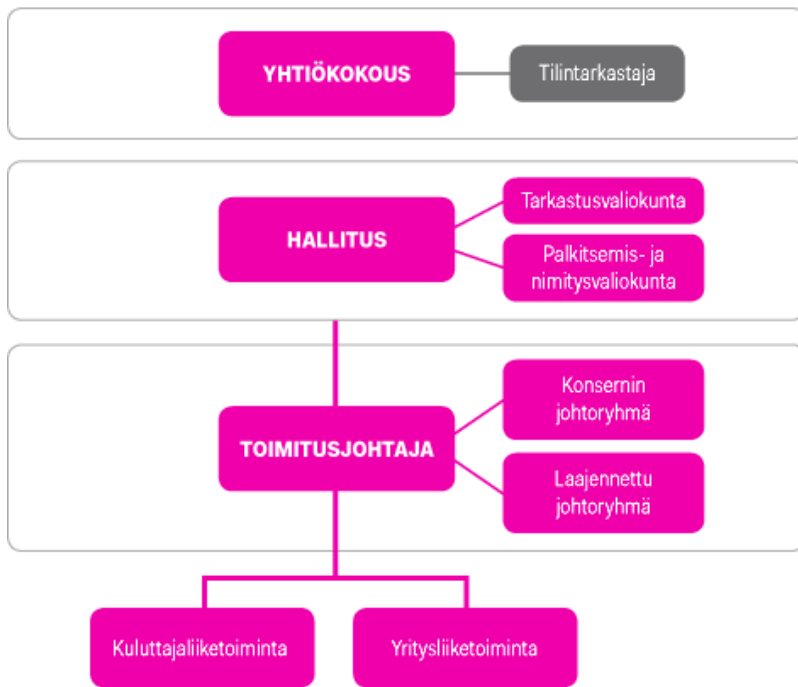 YHTIÖKOKOUS
Tilintarkastaja
HALLITUS
Tarkastusvaliokunta
Palkitsemis- ja
nimitysvaliokunta
TOIMITUSJOHTAJA
Konsernin
johtoryhmä
Laajennettu
johtoryhmä
Kuluttajaliiketoiminta
Yritysliiketoiminta